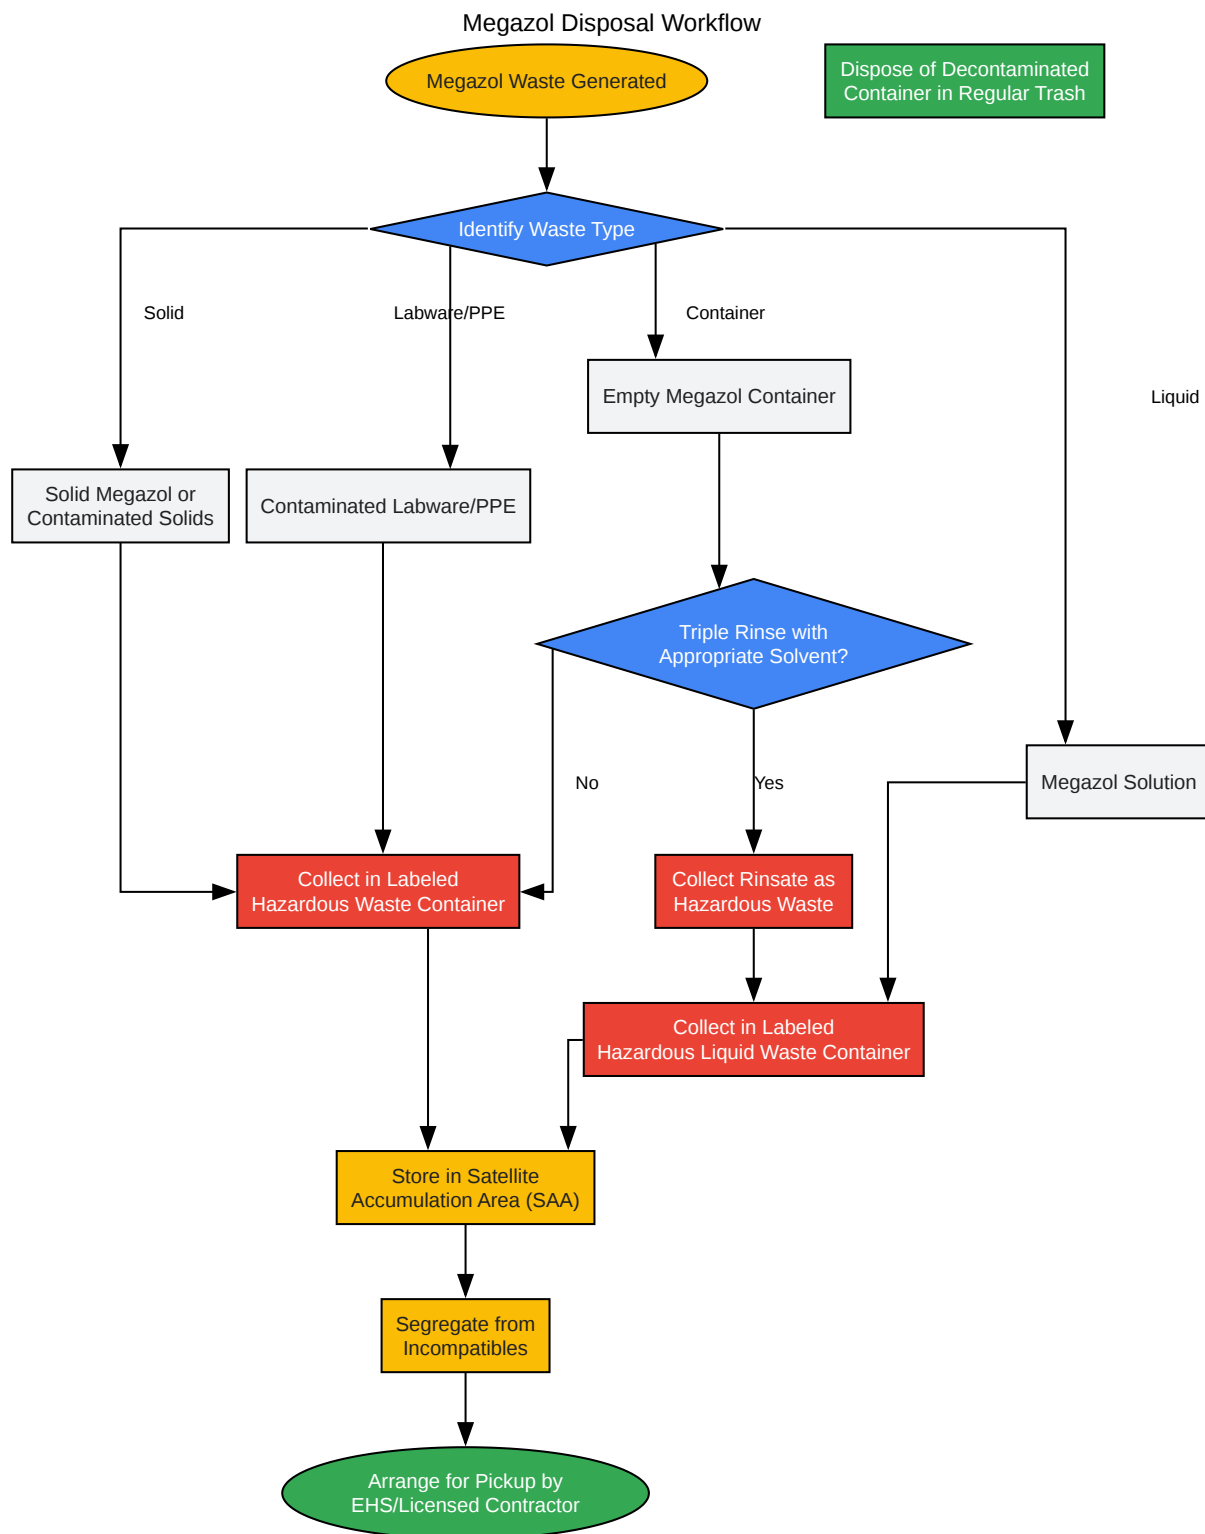 Megazol Disposal Workflow
Megazol Waste Generated
Dispose of Decontaminated
Container in Regular Trash
Identify Waste Type
Solid
Labware/PPE
Container
Empty Megazol Container
Liquid
Solid Megazol or
Contaminated Solids
Contaminated Labware/PPE
Triple Rinse with
Appropriate Solvent?
No
Yes
Megazol Solution
Collect in Labeled
Hazardous Waste Container
Collect Rinsate as
Hazardous Waste
Collect in Labeled
Hazardous Liquid Waste Container
Store in Satellite
Accumulation Area (SAA)
Segregate from
Incompatibles
Arrange for Pickup by
EHS/Licensed Contractor